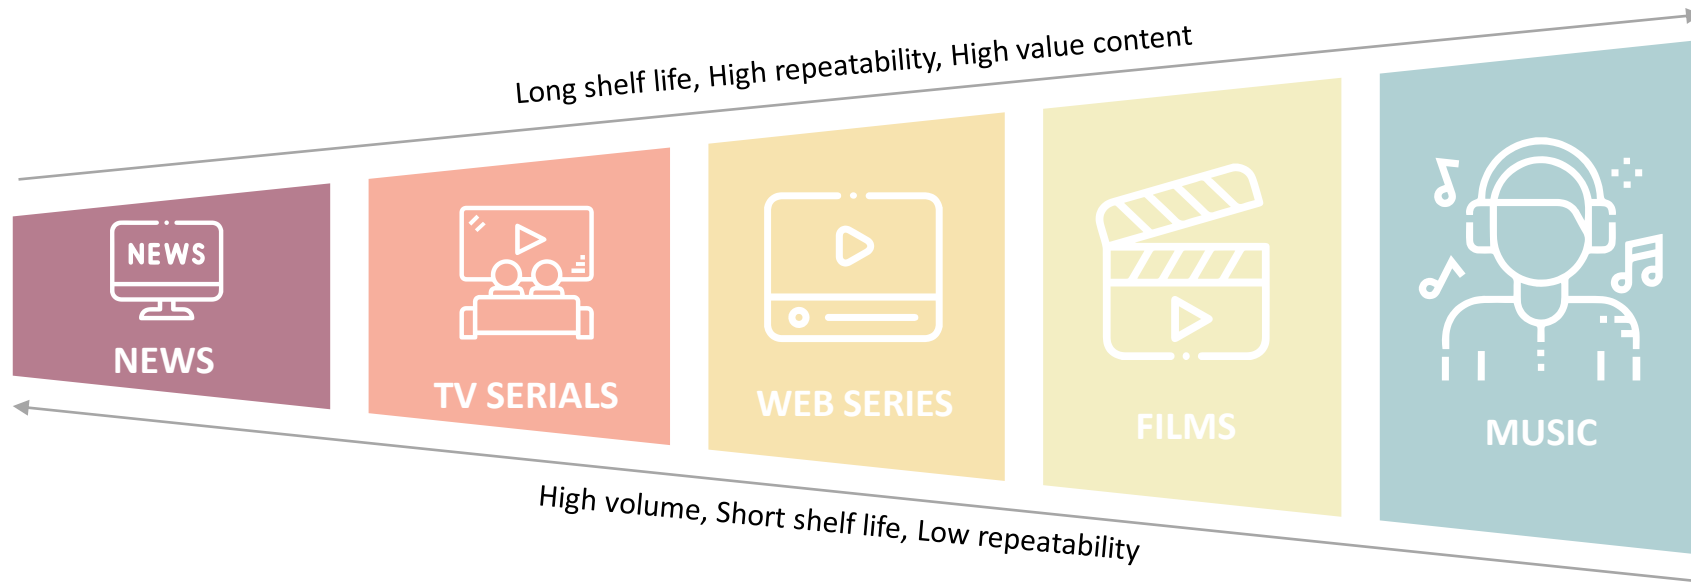 Long shelf life, High repeatability, High value content
NEWS
NEWS
TV SERIALS
WEB SERIES
FILMS
MUSIC
High volume, Short shelf life, Low repeatability